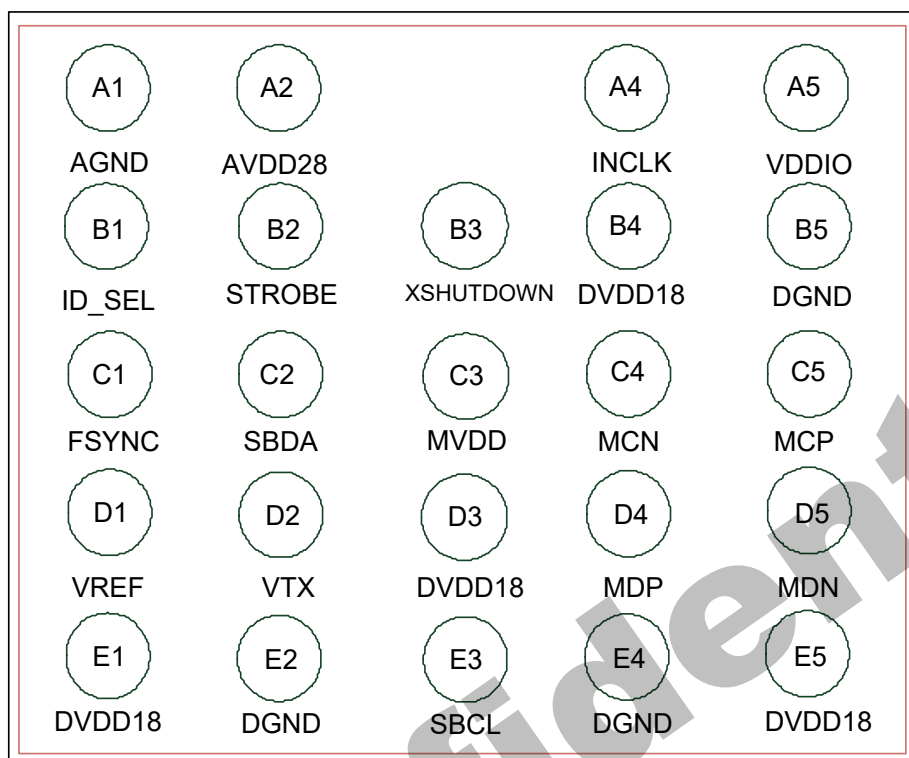 A1 A2 A4 A5
AGND AVDD28 INCLK VDDIO
B1 B2 B3 B4 B5
ID_SEL STROBE XSHUTDOWN DVDD18 DGND
C1 C2 C3 C4 C5
FSYNC SBDA MVDD MCN MCP
D1 D2 D3 D4 D5
VREF VTX DVDD18 MDP MDN
E1 E2 E3 E4 E5
DVDD18 DGND SBCL DGND DVDD18
fident